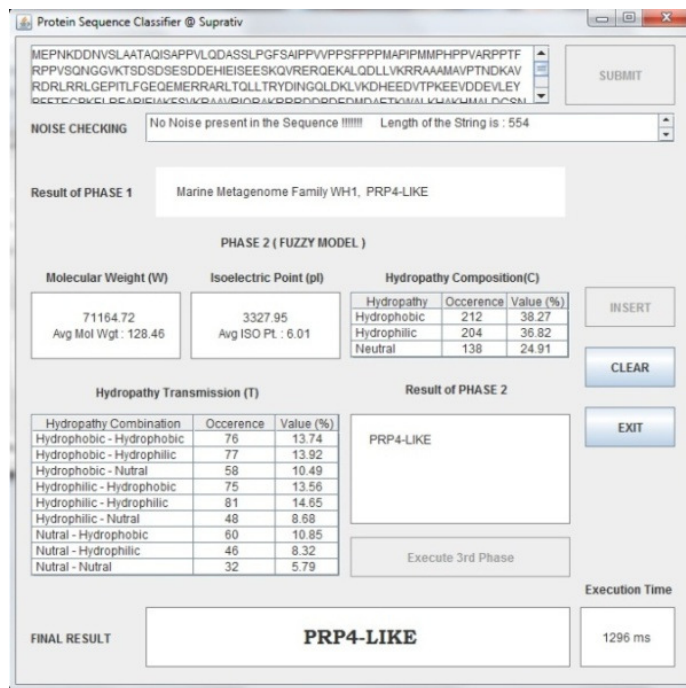 Protein Sequence Classifier @ Suprativ
MEPNKDDNVSLAATAQISAPPVLQDASSLPGFSAIPPVVPPSFPPPMAPIPMMPHPPVARPPTF
RPPVSQNGGVKTSDSDSESDDEHIEISEESKQVRERQEKALQDLLVKRRAAAMAVPTNDKAV
RDRLRRLGEPITLFGEQEMERRARLTQLLTRYDINGQLDKLVKDHEEDVTPKEEVDDEVLEY
SUBMIT
NOISE CHECKING
No Noise present in the Sequence !!!!!!! Length of the String is : 554
Result of PHASE 1
Marine Metagenome Family WH1, PRP4-LIKE
PHASE 2 ( FUZZY MODEL )
Molecular Weight (W) Isoelectric Point (pI) Hydropathy Composition(C)
71164.72
Avg Mol Wgt : 128.46
3327.95
Avg ISO Pt. : 6.01
Hydropathy Occerence Value (%)
Hydrophobic 212 38.27
Hydrophilic 204 36.82
Neutral 138 24.91
INSERT
CLEAR
EXIT
Hydropathy Transmission (T)
Hydropathy Combination Occerence Value (%)
Hydrophobic - Hydrophobic 76 13.74
Hydrophobic - Hydrophilic 77 13.92
Hydrophobic - Nutral 58 10.49
Hydrophilic - Hydrophobic 75 13.56
Hydrophilic - Hydrophilic 81 14.65
Hydrophilic - Nutral 48 8.68
Nutral - Hydrophobic 60 10.85
Nutral - Hydrophilic 46 8.32
Nutral - Nutral 32 5.79
Result of PHASE 2
PRP4-LIKE
Execute 3rd Phase
Execution Time
FINAL RESULT
PRP4-LIKE
1296 ms